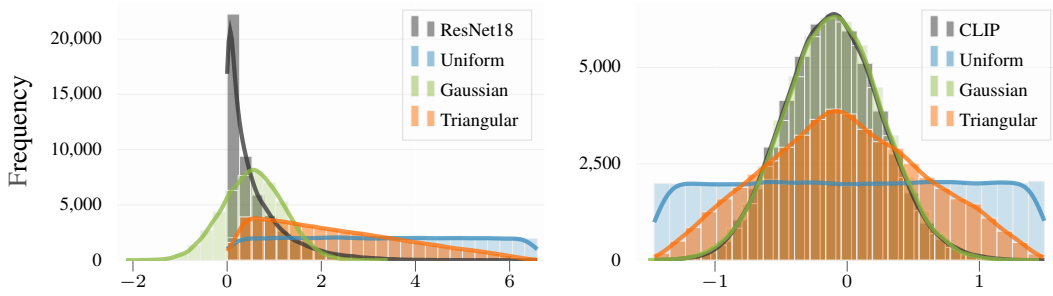 Frequency
20,000
15,000
10,000
5,000
0
−2
0
2
4
6
ResNet18
Uniform
Gaussian
Triangular
5,000
2,500
0
−1
0
1
CLIP
Uniform
Gaussian
Triangular